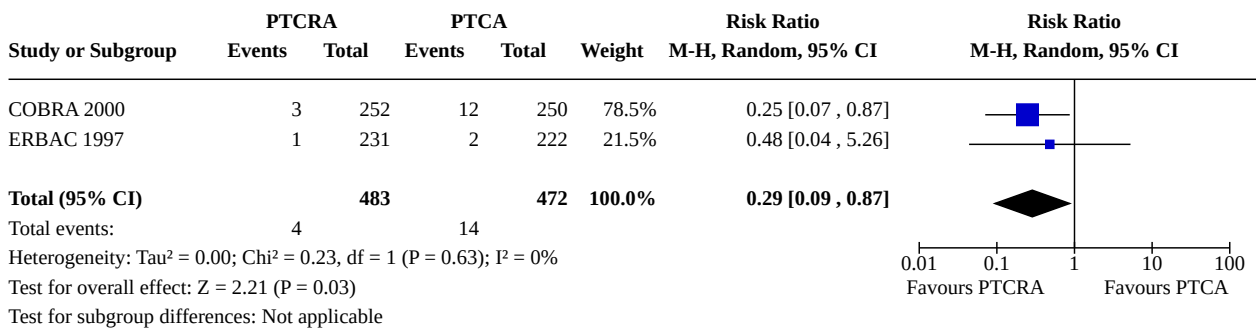 PTCRA PTCA Risk Ratio Risk Ratio
Study or Subgroup Events Total Events Total Weight M-H, Random, 95% CI M-H, Random, 95% CI
COBRA 2000 3 252 12 250 78.5% 0.25 [0.07 , 0.87]
ERBAC 1997 1 231 2 222 21.5% 0.48 [0.04 , 5.26]
Total (95% CI) 483 472 100.0% 0.29 [0.09 , 0.87]
Total events: 4 14
Heterogeneity: Tau² = 0.00; Chi² = 0.23, df = 1 (P = 0.63); I² = 0%
0.01 0.1 1 10 100
Test for overall effect: Z = 2.21 (P = 0.03) Favours PTCRA Favours PTCA
Test for subgroup differences: Not applicable